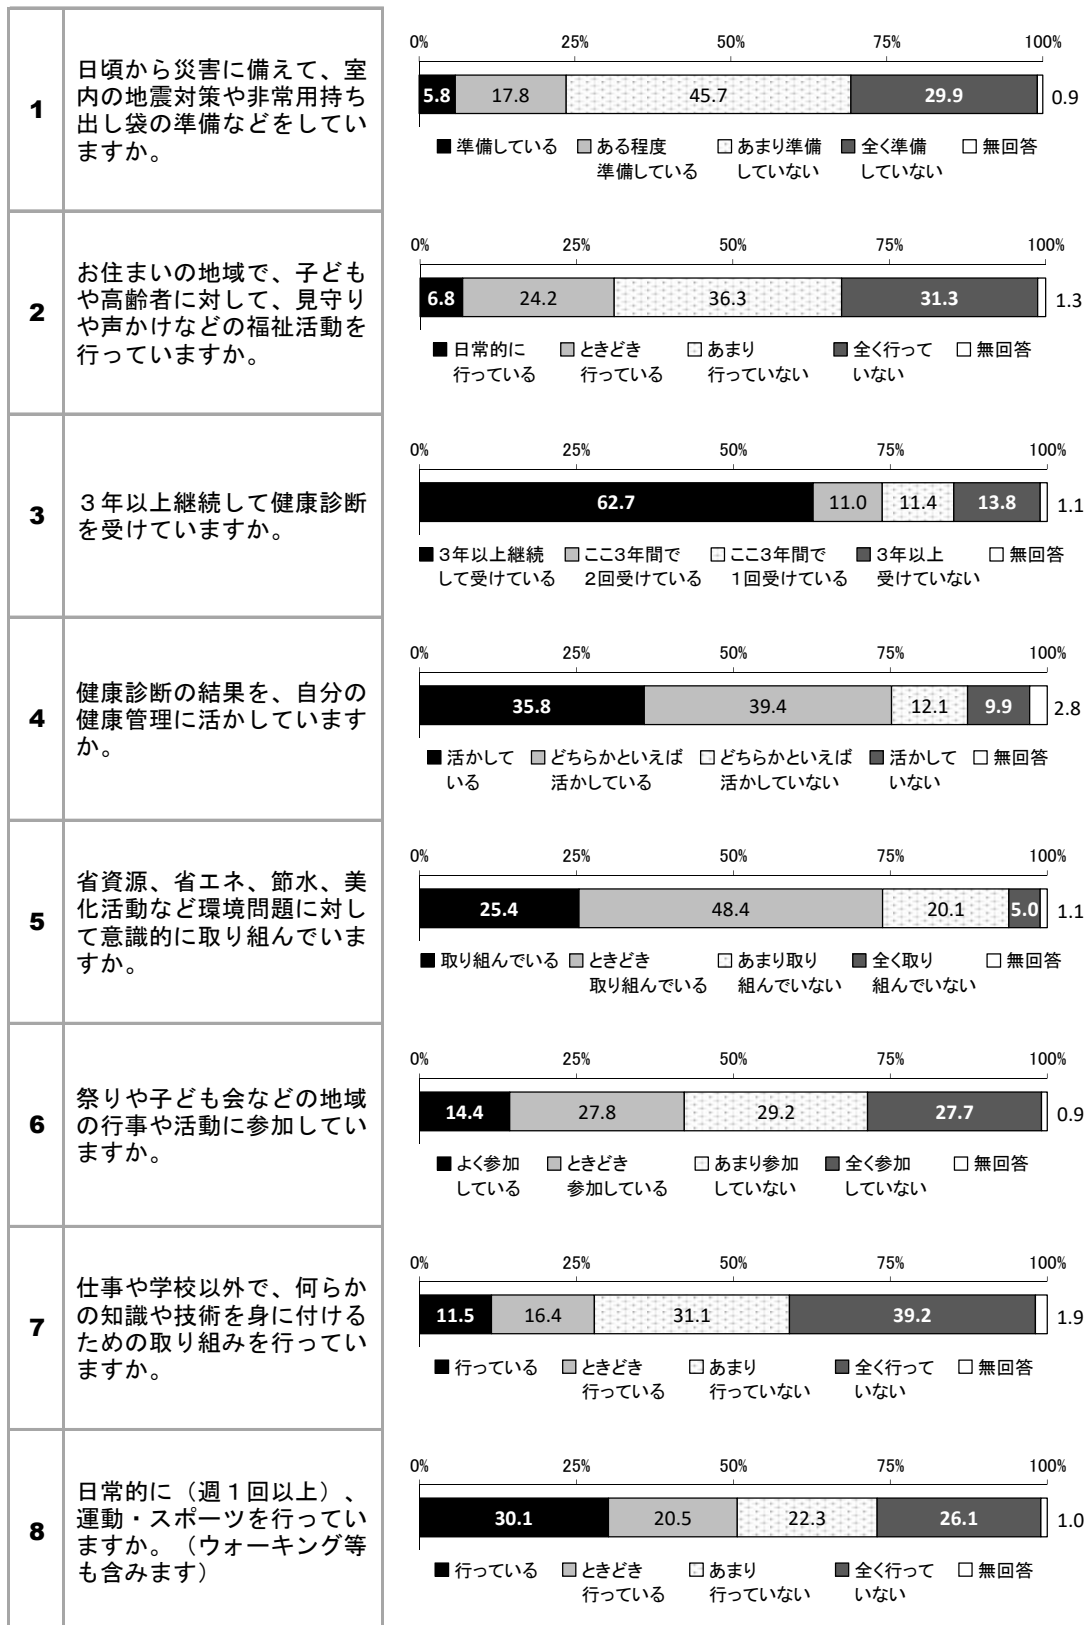 1
日頃から災害に備えて、室
内の地震対策や非常用持ち
出し袋の準備などをしてい
ますか。
0% 25% 50% 75% 100%
5.8 17.8 45.7 29.9 0.9
準備している ある程度 あまり準備 全く準備 無回答
準備している していない していない
2
お住まいの地域で、子ども
や高齢者に対して、見守り
や声かけなどの福祉活動を
行っていますか。
0% 25% 50% 75% 100%
6.8 24.2 36.3 31.3 1.3
日常的に ときどき あまり 全く行って 無回答
行っている 行っている 行っていない いない
3
３年以上継続して健康診断
を受けていますか。
0% 25% 50% 75% 100%
62.7 11.0 11.4 13.8 1.1
3年以上継続 ここ3年間で ここ3年間で 3年以上 無回答
して受けている 2回受けている 1回受けている 受けていない
4
健康診断の結果を、自分の
健康管理に活かしています
か。
0% 25% 50% 75% 100%
35.8 39.4 12.1 9.9 2.8
活かして どちらかといえば どちらかといえば 活かして 無回答
いる 活かしている 活かしていない いない
5
省資源、省エネ、節水、美
化活動など環境問題に対し
て意識的に取り組んでいま
すか。
0% 25% 50% 75% 100%
25.4 48.4 20.1 5.0 1.1
取り組んでいる ときどき あまり取り 全く取り 無回答
取り組んでいる 組んでいない 組んでいない
6
祭りや子ども会などの地域
の行事や活動に参加してい
ますか。
0% 25% 50% 75% 100%
14.4 27.8 29.2 27.7 0.9
よく参加 ときどき あまり参加 全く参加 無回答
している 参加している していない していない
7
仕事や学校以外で、何らか
の知識や技術を身に付ける
ための取り組みを行ってい
ますか。
0% 25% 50% 75% 100%
11.5 16.4 31.1 39.2 1.9
行っている ときどき あまり 全く行って 無回答
行っている 行っていない いない
8
日常的に（週１回以上）、
運動・スポーツを行ってい
ますか。（ウォーキング等
も含みます）
0% 25% 50% 75% 100%
30.1 20.5 22.3 26.1 1.0
行っている ときどき あまり 全く行って 無回答
行っている 行っていない いない